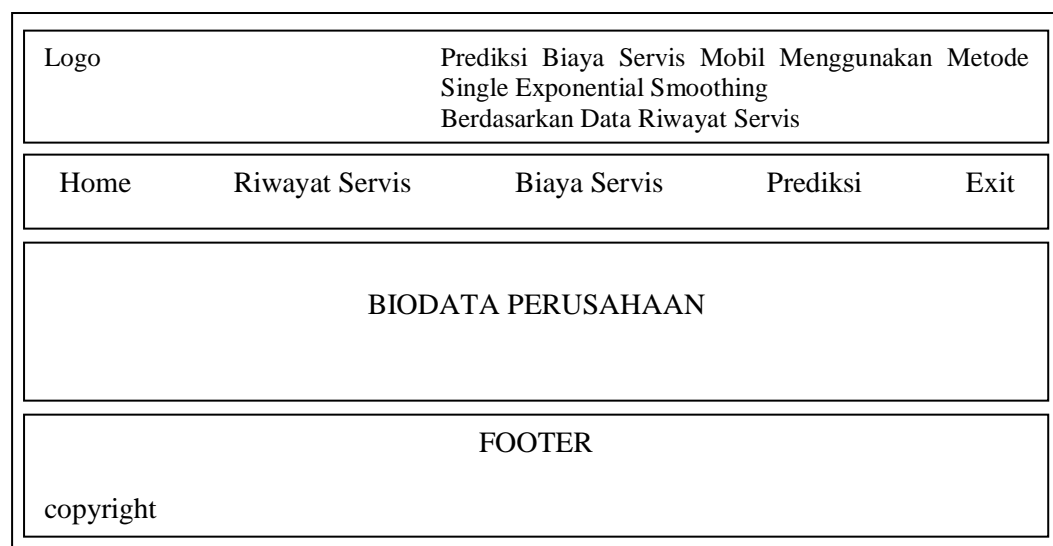 Logo
Prediksi Biaya Servis Mobil Menggunakan Metode
Single Exponential Smoothing
Berdasarkan Data Riwayat Servis
Home Riwayat Servis Biaya Servis Prediksi Exit
BIODATA PERUSAHAAN
FOOTER
copyright